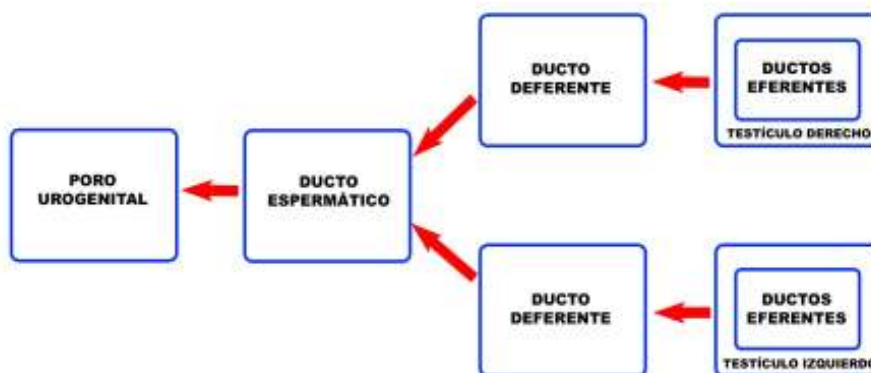 DUCTO
DEFERENTE
DUCTOS
EFERENTES
TESTÍCULO DERECHO
PORO
UROGENITAL
DUCTO
ESPERMÁTICO
DUCTO
DEFERENTE
DUCTOS
EFERENTES
TESTÍCULO IZQUIERDO